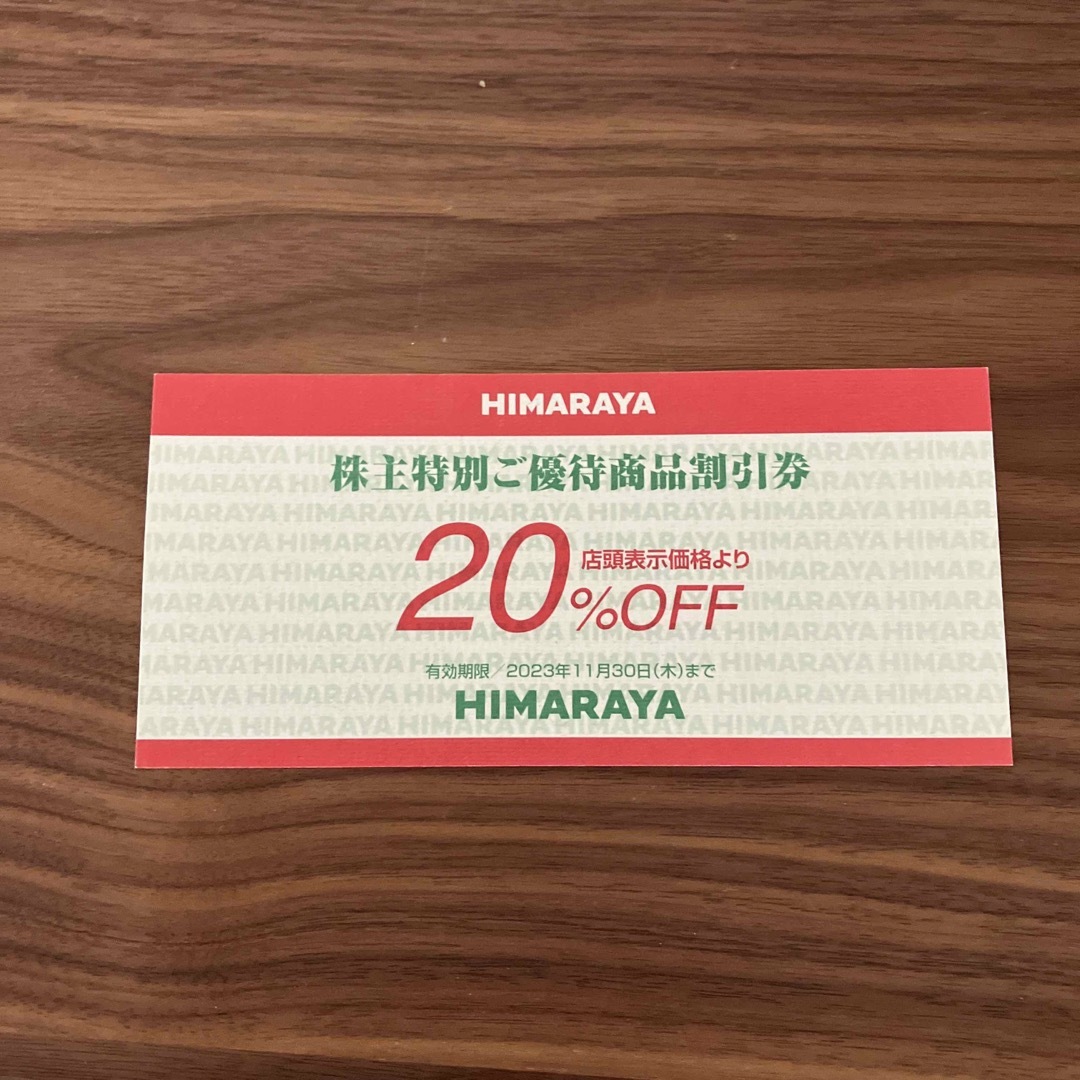 HIMARAYA
株主特別ご優待商品割引券
店頭表示価格より
20%OFF
有効期限／2023年11月30日(木)まで
HIMARAYA